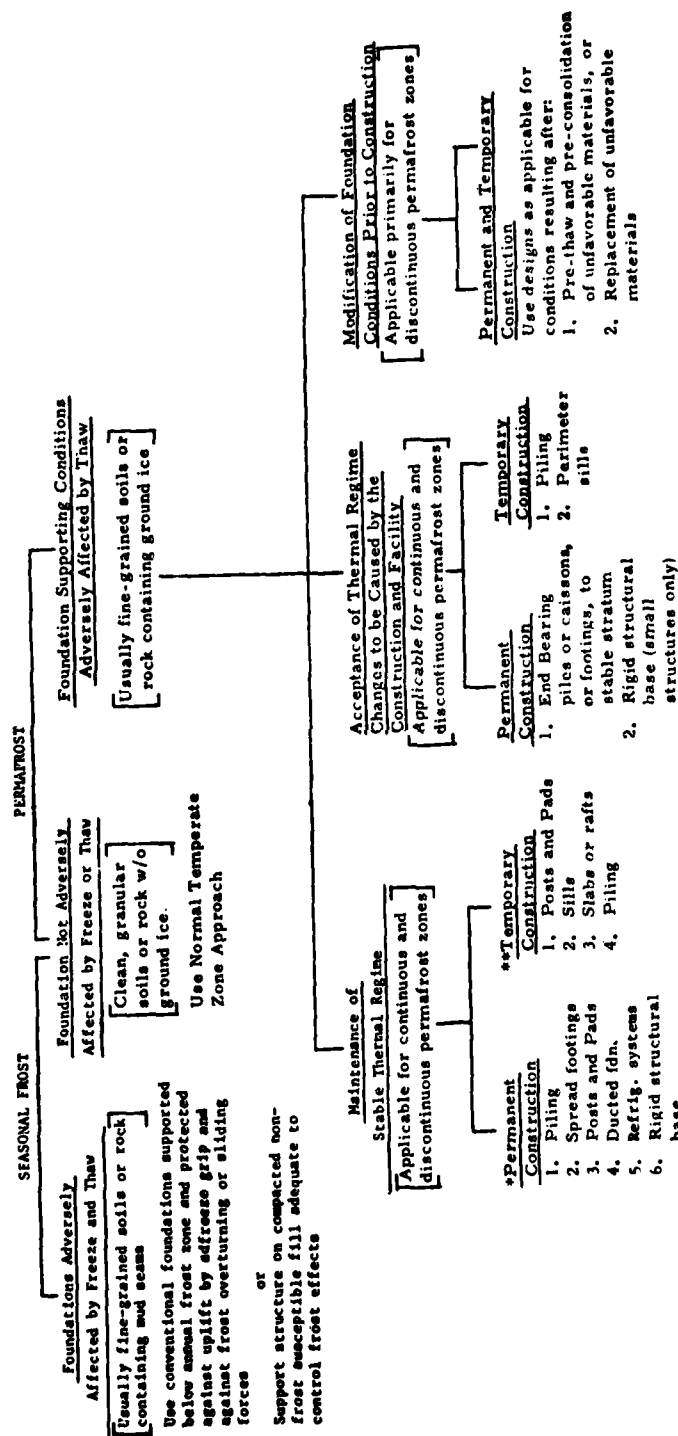 SEASONAL FROST
PERMAFROST
Foundations Adversely
Affected by Freeze and Thaw
[Usually fine-grained soils or rock
containing mud seams]
Use conventional foundations supported
below annual frost zone and protected
against uplift by adfreeze grip and
against frost overturning or sliding
forces
or
Support structure on compacted non-
frost susceptible fill adequate to
control frost effects
Foundation Not Adversely
Affected by Freeze or Thaw
[Clean, granular
soils or rock w/o
ground ice.]
Use Normal Temperate
Zone Approach
Foundation Supporting Conditions
Adversely Affected by Thaw
[Usually fine-grained soils or
rock containing ground ice]
Maintenance of
Stable Thermal Regime
[Applicable for continuous and
discontinuous permafrost zones]
*Permanent
Construction
1. Piling
2. Spread footings
3. Posts and Pads
4. Ducted fdn.
5. Refrig. systems
6. Rigid structural
base
**Temporary
Construction
1. Posts and Pads
2. Sills
3. Slabs or rafts
4. Piling
Acceptance of Thermal Regime
Changes to be Caused by the
Construction and Facility
[Applicable for continuous and
discontinuous permafrost zones]
Permanent
Construction
1. End Bearing
piles or caissons,
or footings, to
stable stratum
2. Rigid structural
base (small
structures only)
Temporary
Construction
1. Piling
2. Perimeter
sills
Modification of Foundation
Conditions Prior to Construction
[Applicable primarily for
discontinuous permafrost zones]
Permanent and Temporary
Construction
Use designs as applicable for
conditions resulting after:
1. Pre-thaw and pre-consolidation
of unfavorable materials, or
2. Replacement of unfavorable
materials